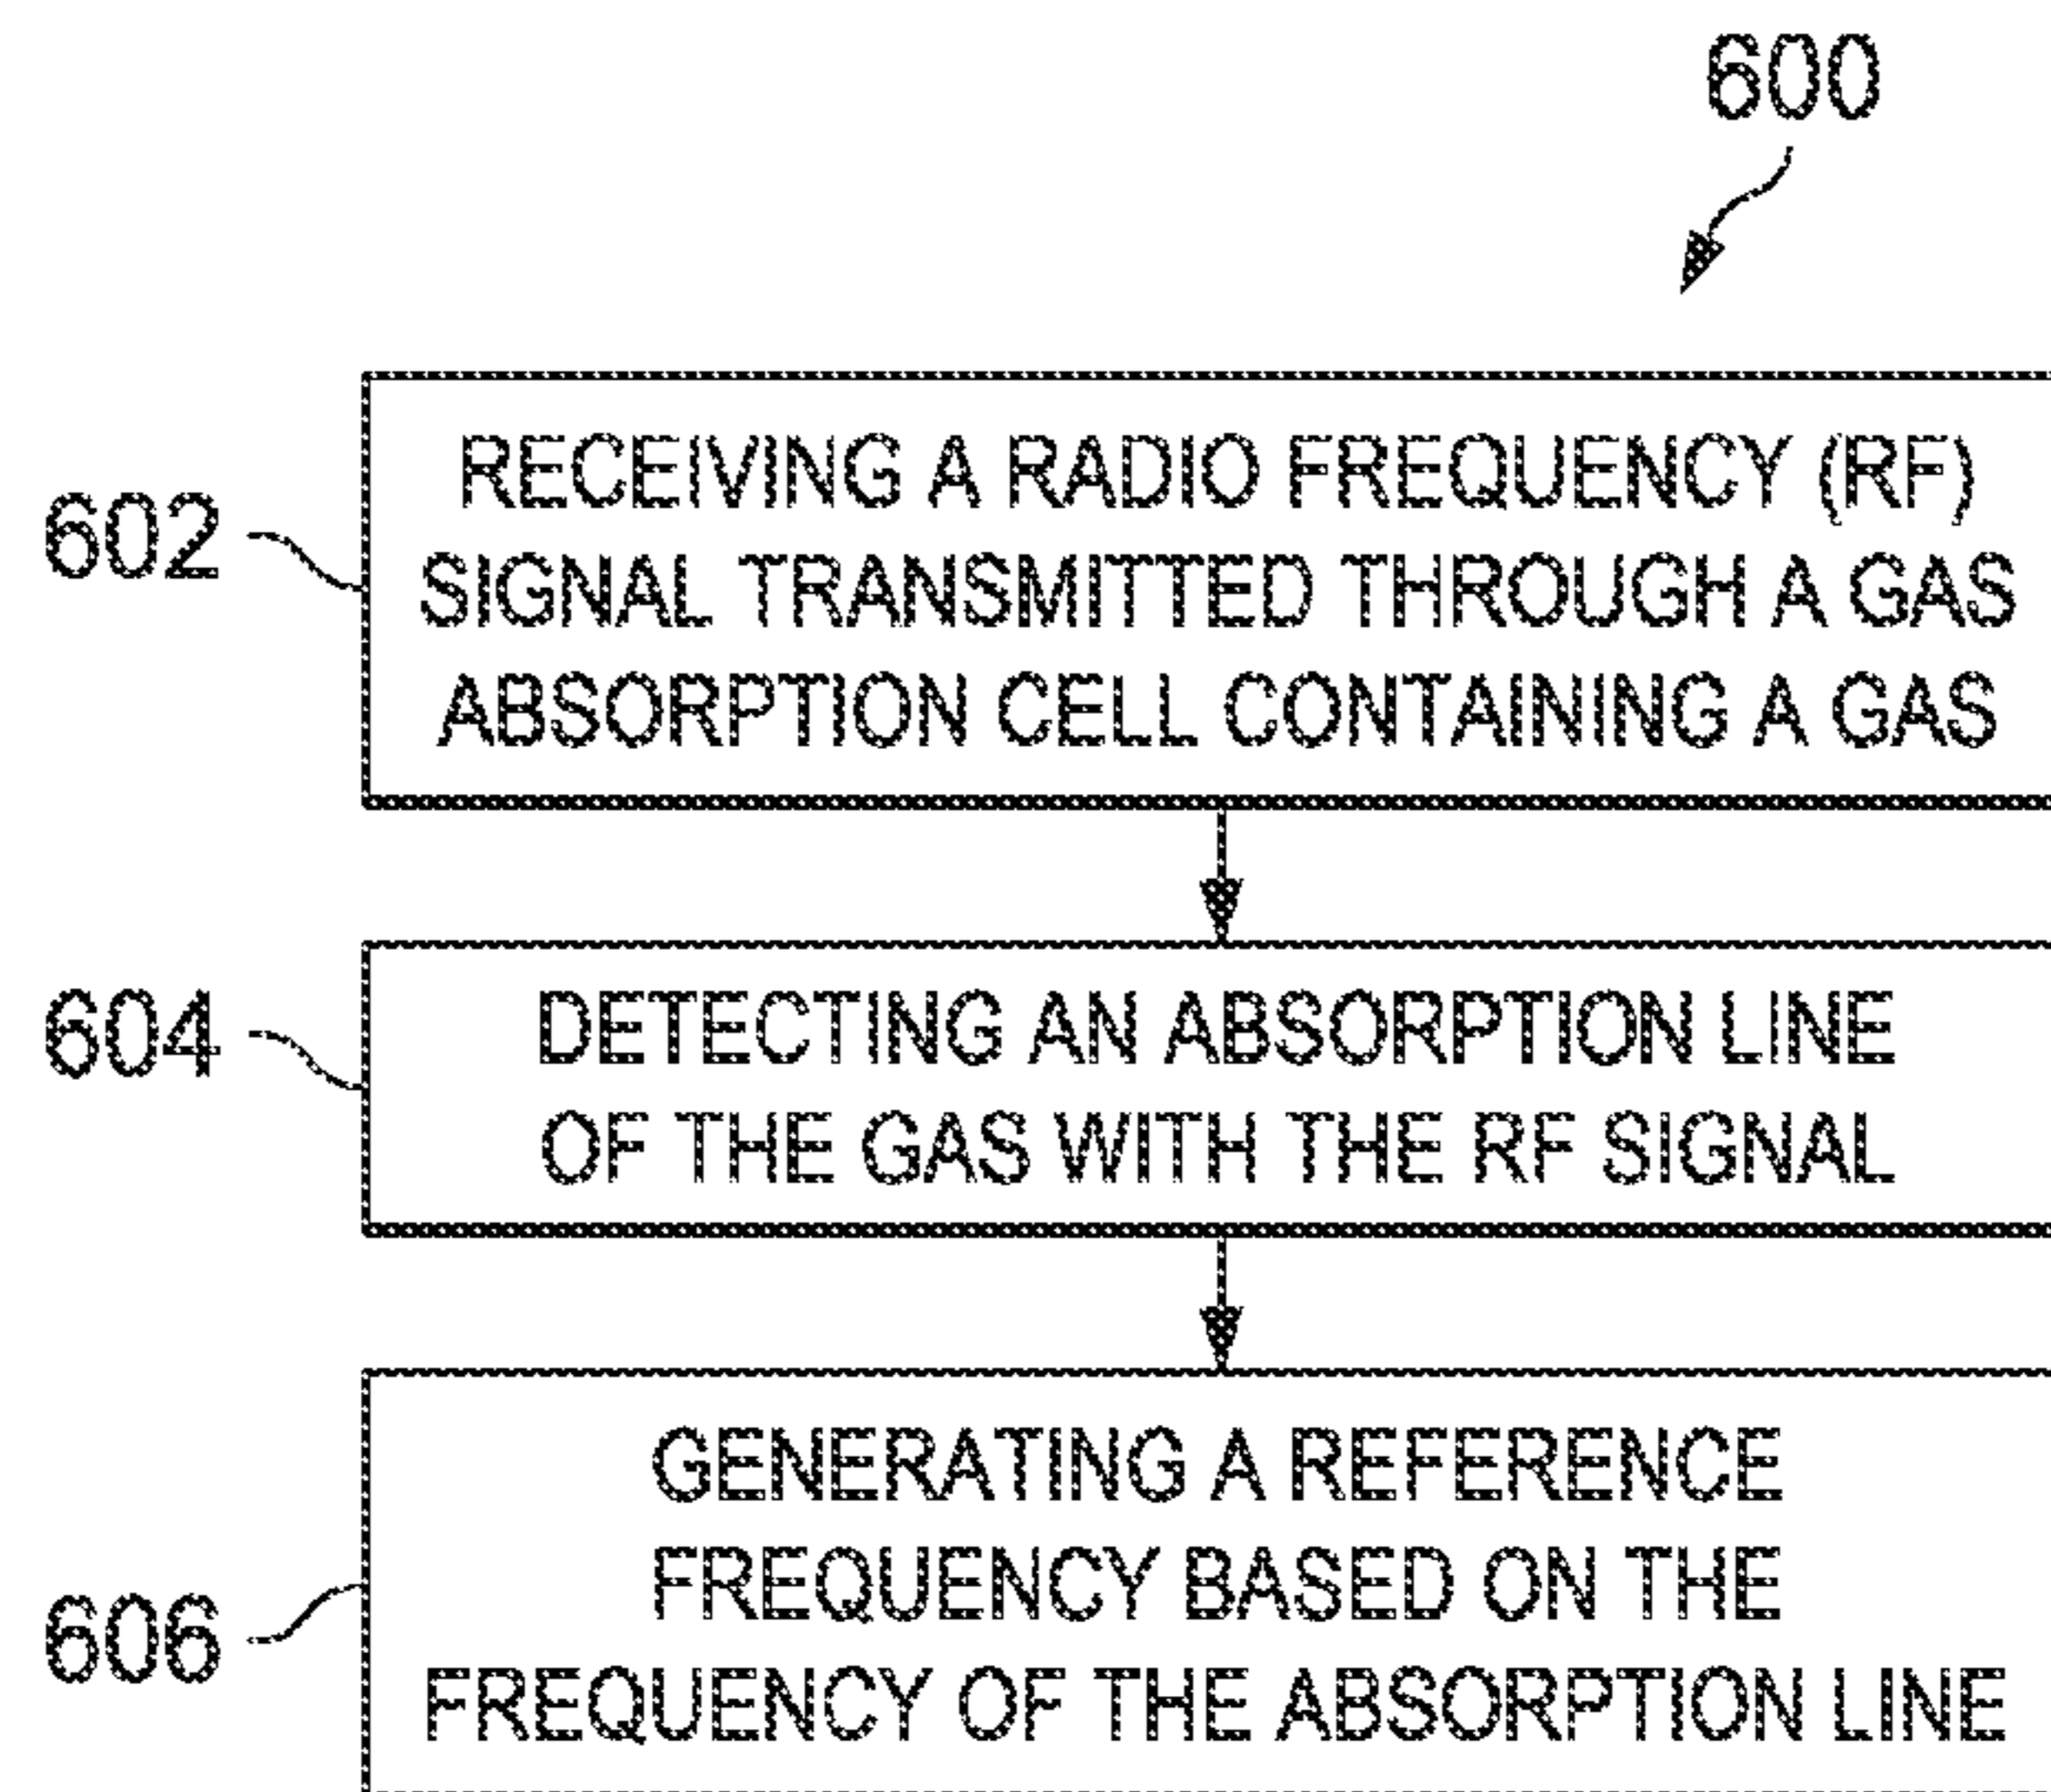 600
602
RECEIVING A RADIO FREQUENCY (RF)
SIGNAL TRANSMITTED THROUGH A GAS
ABSORPTION CELL CONTAINING A GAS
604
DETECTING AN ABSORPTION LINE
OF THE GAS WITH THE RF SIGNAL
606
GENERATING A REFERENCE
FREQUENCY BASED ON THE
FREQUENCY OF THE ABSORPTION LINE